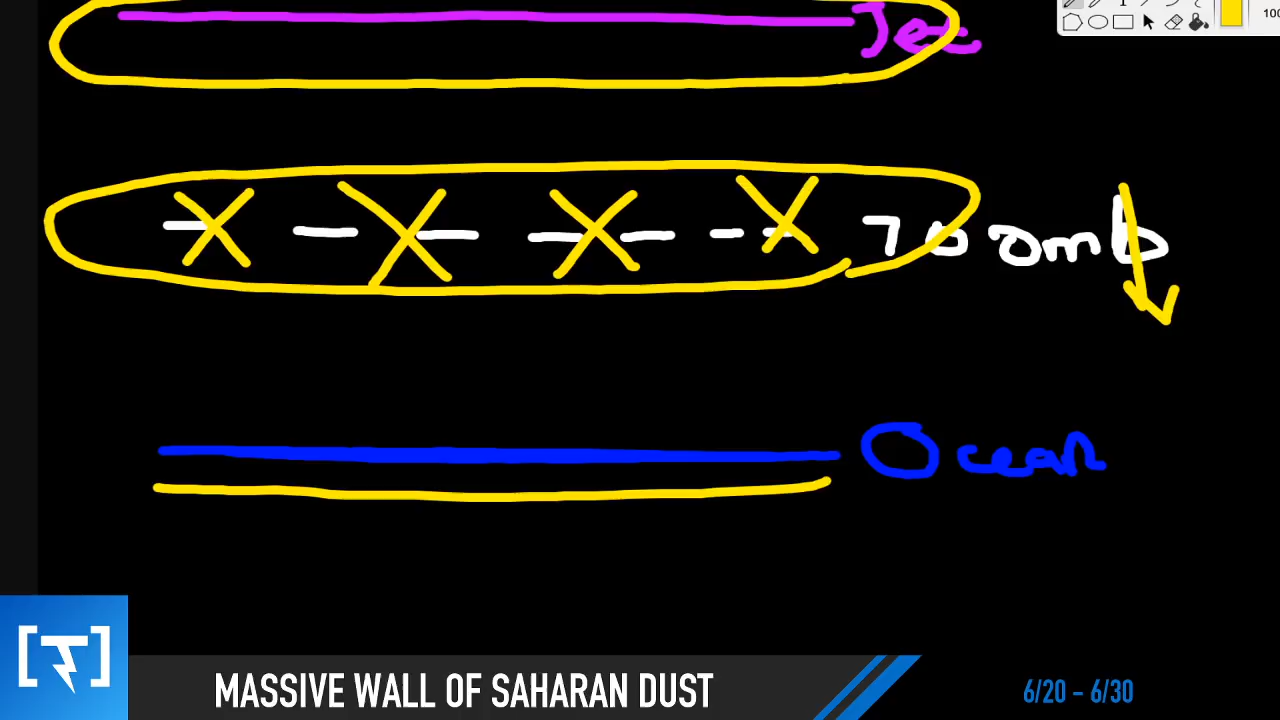 Jet
700mb
Ocean
MASSIVE WALL OF SAHARAN DUST
6/20 - 6/30